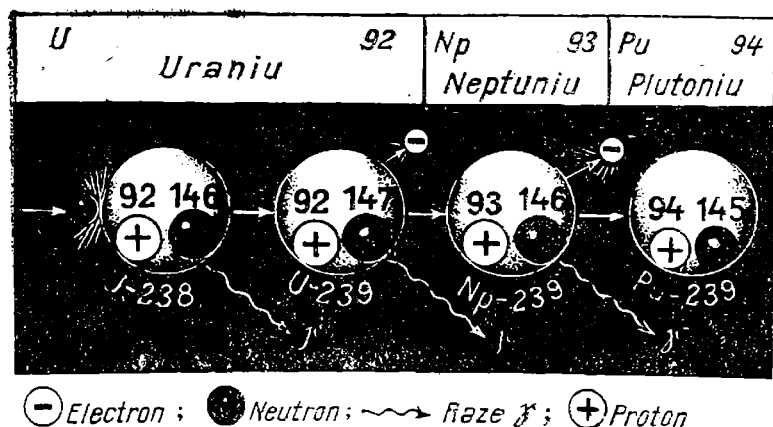 U 92 Np 93 Pu 94
Uraniu Neptuniu Plutoniu
92 146 92 147 93 146 94 145
U-238 U-239 Np-239 Pu-239
γ γ γ
Electron ; Neutron ; Raze γ ; Proton